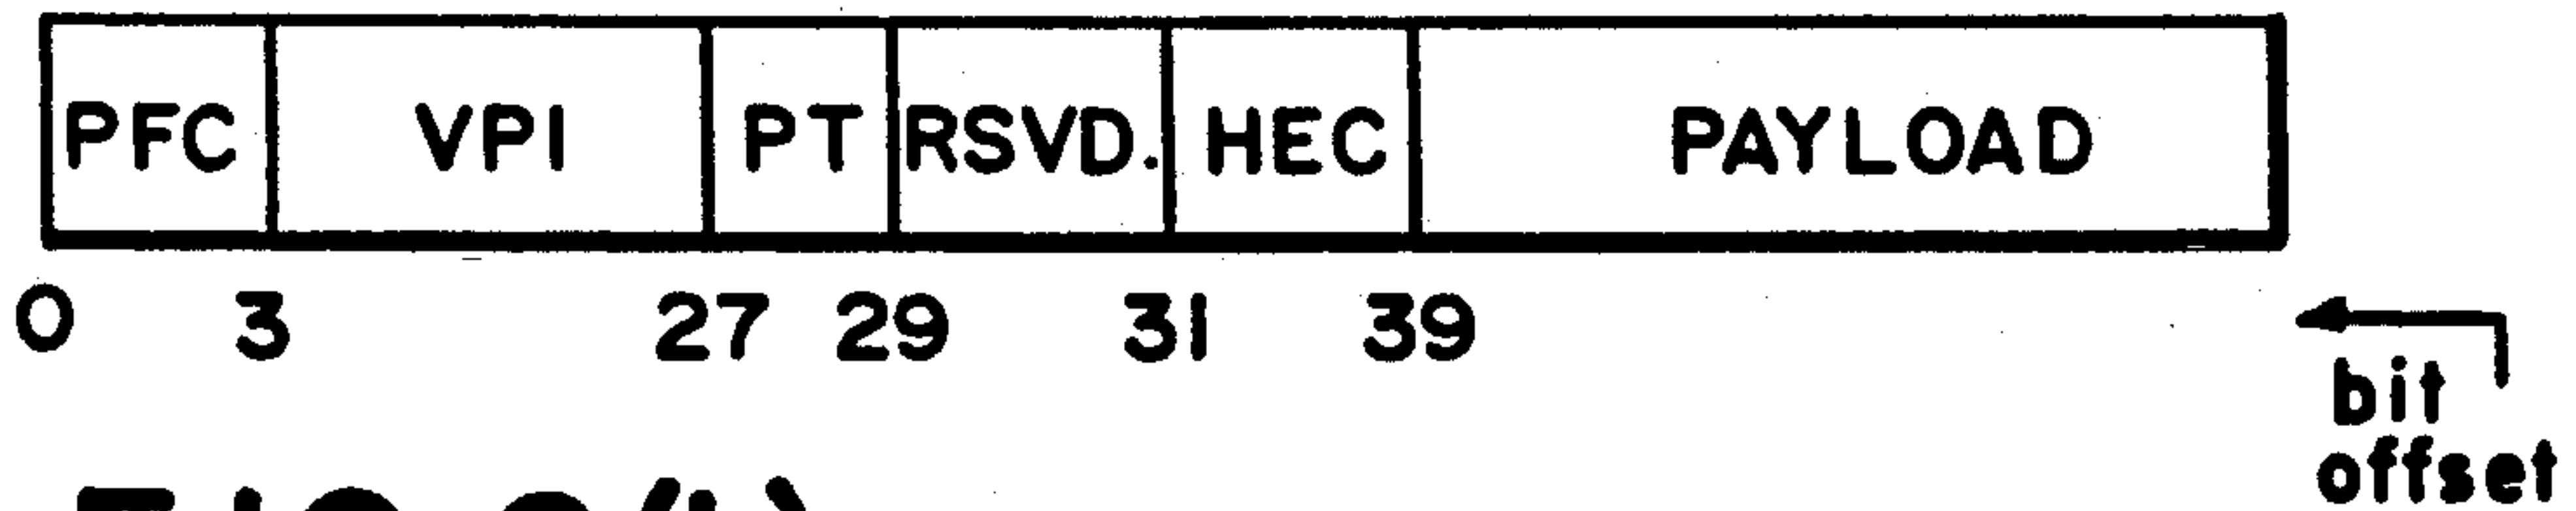 PFC VPI PT RSVD. HEC PAYLOAD
0 3 27 29 31 39
bit
offset